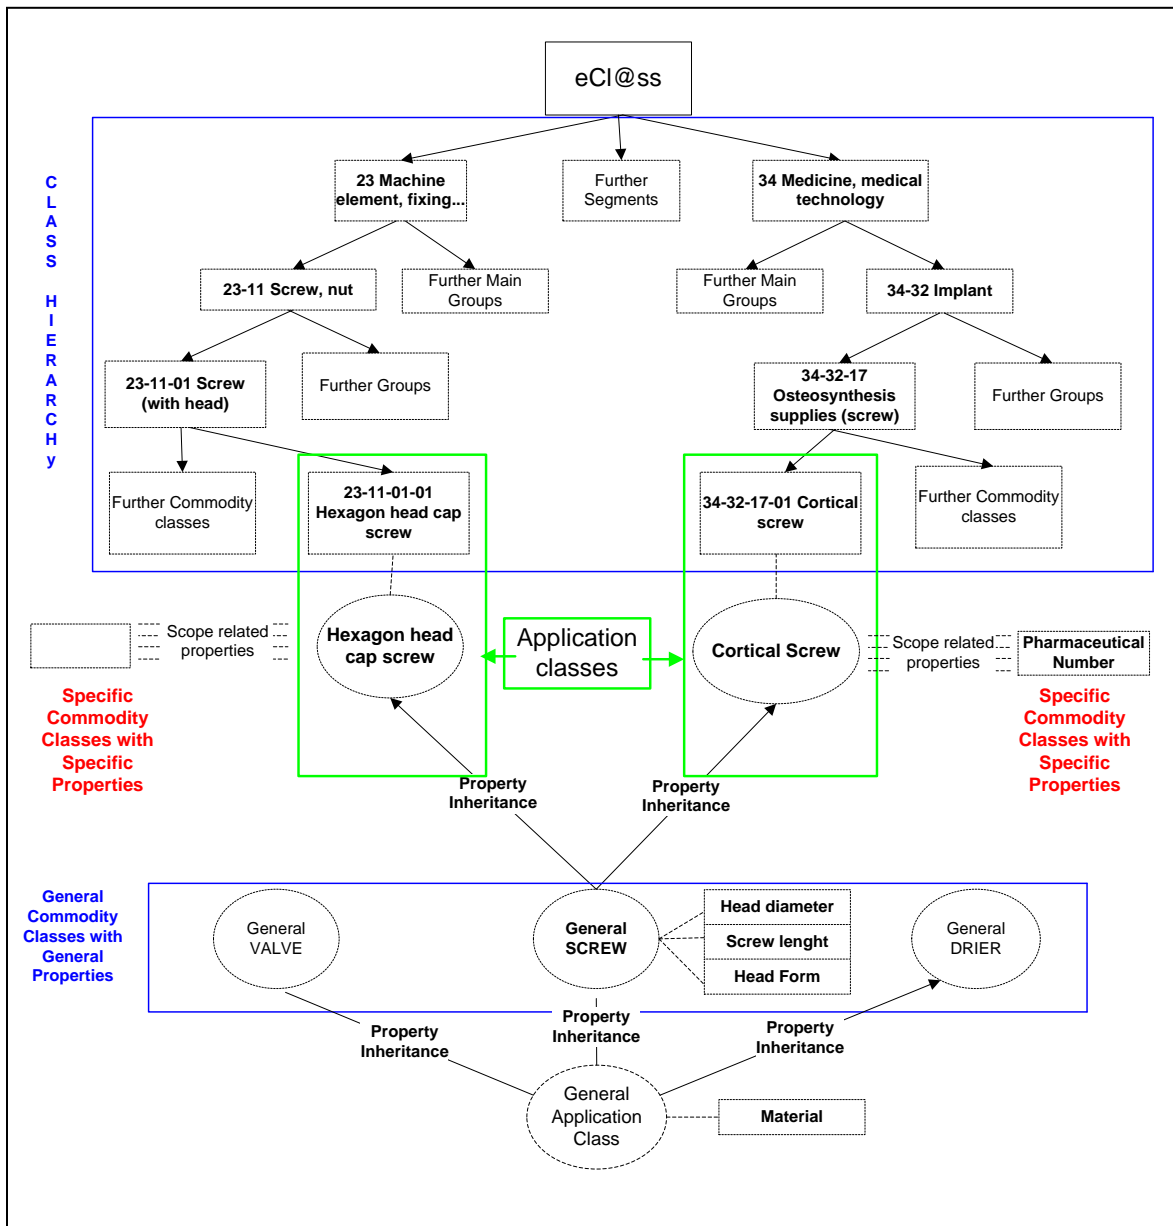 eCl@ss
CLASS HIERARCHy
23 Machine
element, fixing...
Further
Segments
34 Medicine, medical
technology
23-11 Screw, nut
Further Main
Groups
Further Main
Groups
34-32 Implant
23-11-01 Screw
(with head)
Further Groups
34-32-17
Osteosynthesis
supplies (screw)
Further Groups
Further Commodity
classes
23-11-01-01
Hexagon head cap
screw
34-32-17-01 Cortical
screw
Further Commodity
classes
Scope related
properties
Hexagon head
cap screw
Application
classes
Cortical Screw
Scope related
properties
Pharmaceutical
Number
Specific
Commodity
Classes with
Specific
Properties
Specific
Commodity
Classes with
Specific
Properties
Property
Inheritance
Property
Inheritance
General
Commodity
Classes with
General
Properties
General
VALVE
General
SCREW
Head diameter
Screw lenght
Head Form
General
DRIER
Property
Inheritance
Property
Inheritance
Property
Inheritance
General
Application
Class
Material